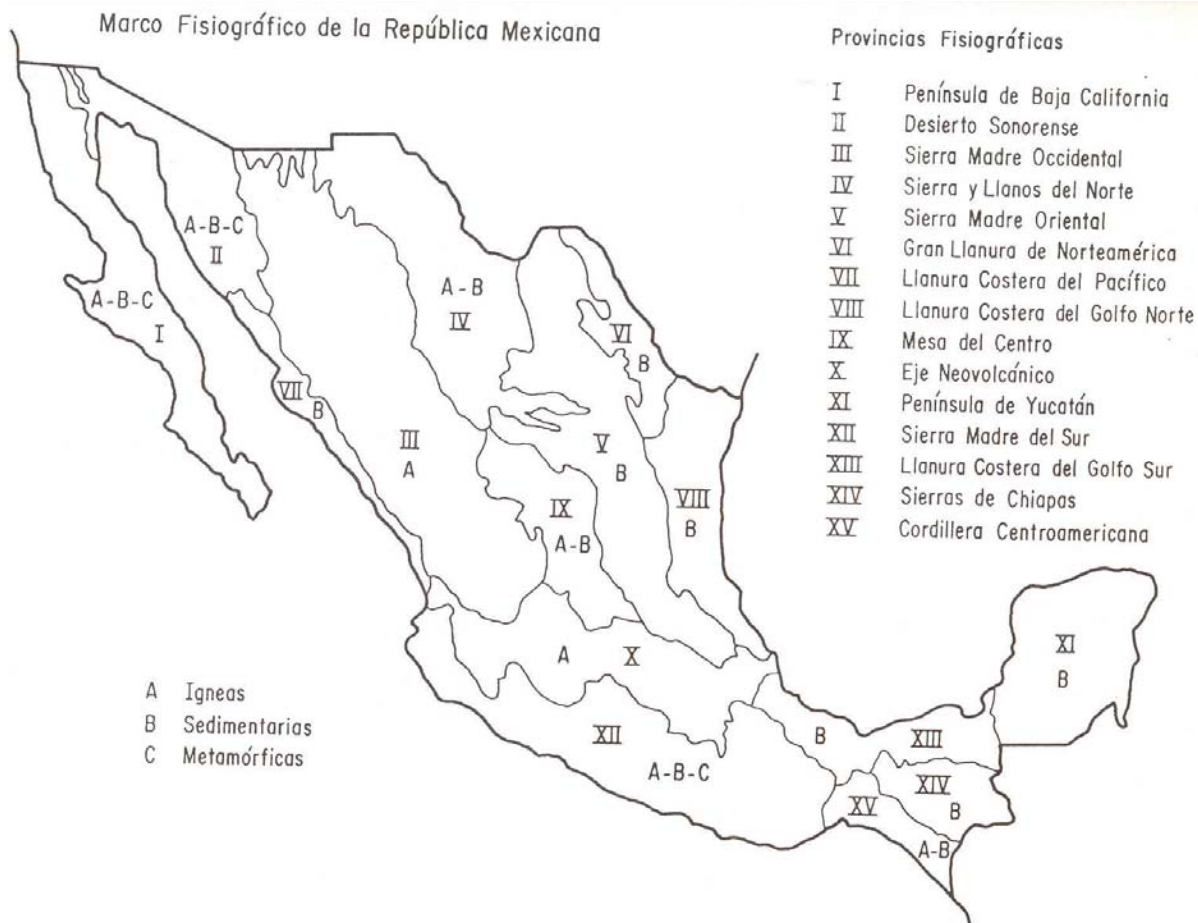 Marco Fisiográfico de la República Mexicana
Provincias Fisiográficas
I Península de Baja California
II Desierto Sonorense
III Sierra Madre Occidental
IV Sierra y Llanos del Norte
V Sierra Madre Oriental
VI Gran Llanura de Norteamérica
VII Llanura Costera del Pacífico
VIII Llanura Costera del Golfo Norte
IX Mesa del Centro
X Eje Neovolcánico
XI Península de Yucatán
XII Sierra Madre del Sur
XIII Llanura Costera del Golfo Sur
XIV Sierras de Chiapas
XV Cordillera Centroamericana
A-B-C
II
A-B-C
I
A-B
IV
VI
B
VII
B
III
A
V
B
VIII
B
IX
A-B
A X
XI
B
XII
A-B-C
B
XIII
XIV
B
XV
A-B
A Igneas
B Sedimentarias
C Metamórficas